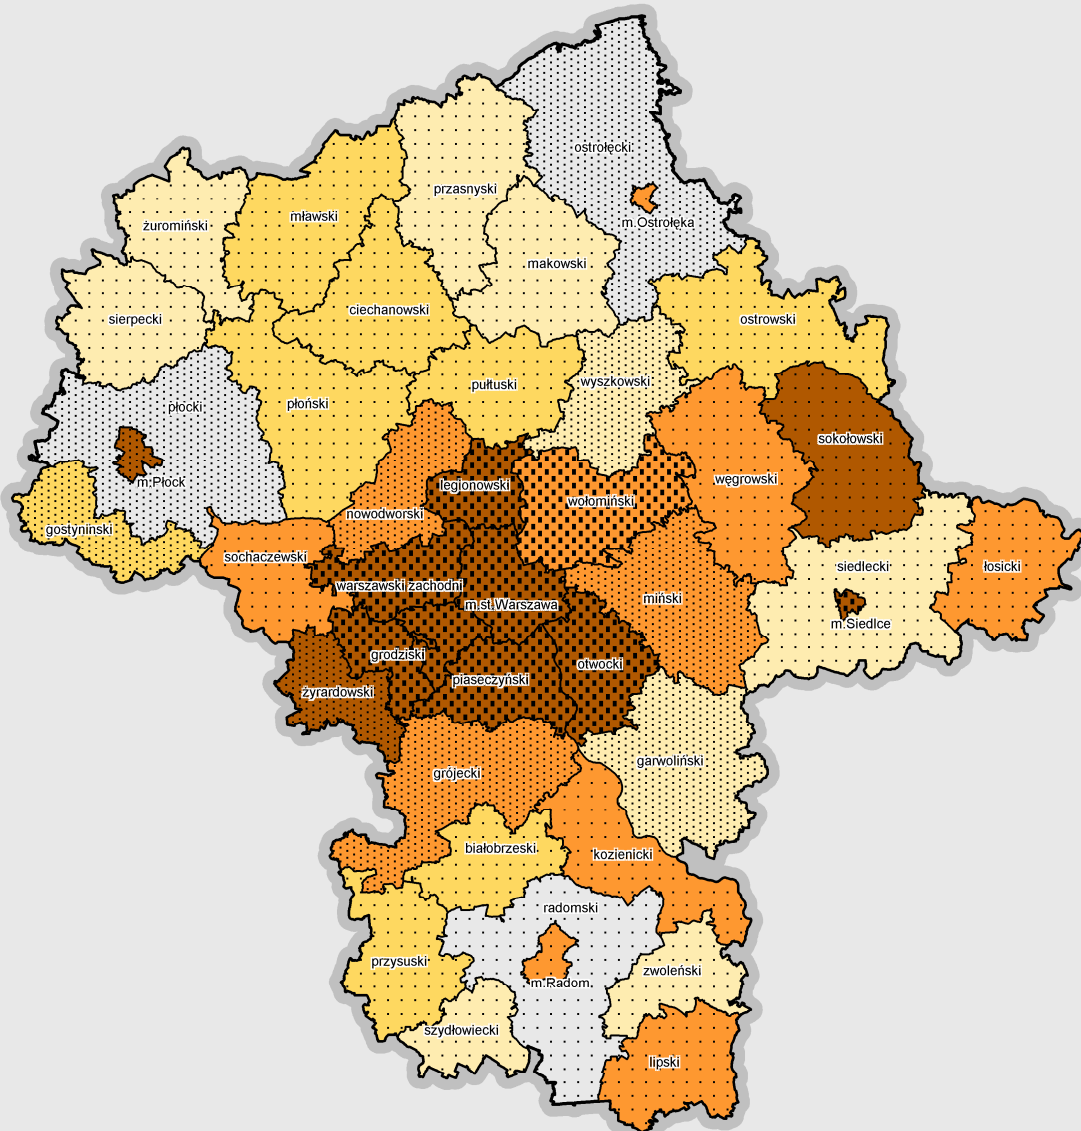 ostrołęcki
przasnyski
mławski
m.Ostrołęka
żuromiński
makowski
ciechanowski
sierpecki
ostrowski
wyszkowski
pułtuski
płoński
płocki
sokołowski
węgrowski
m.Płock
legionowski
wołomiński
nowodworski
gostyniński
sochaczewski
siedlecki
łosicki
warszawski zachodni
miński
m.st.Warszawa
m.Siedlce
grodziski
otwocki
piaseczyński
żyrardowski
garwoliński
grójecki
białobrzeski
kozienicki
radomski
przysuski
zwoleński
m.Radom
szydłowiecki
lipski